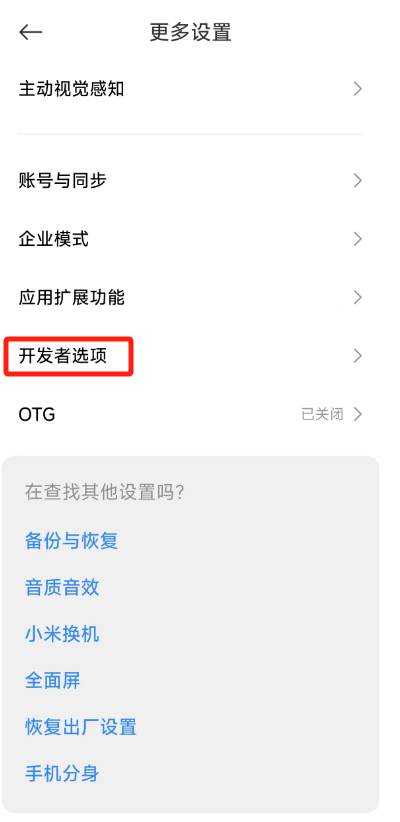 更多设置
主动视觉感知
账号与同步
企业模式
应用扩展功能
开发者选项
OTG 已关闭
在查找其他设置吗?
备份与恢复
音质音效
小米换机
全面屏
恢复出厂设置
手机分身